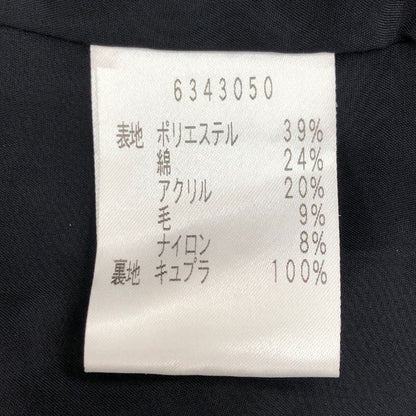 6343050
表地 ポリエステル 39%
綿 24%
アクリル 20%
毛 9%
ナイロン 8%
裏地 キュプラ 100%